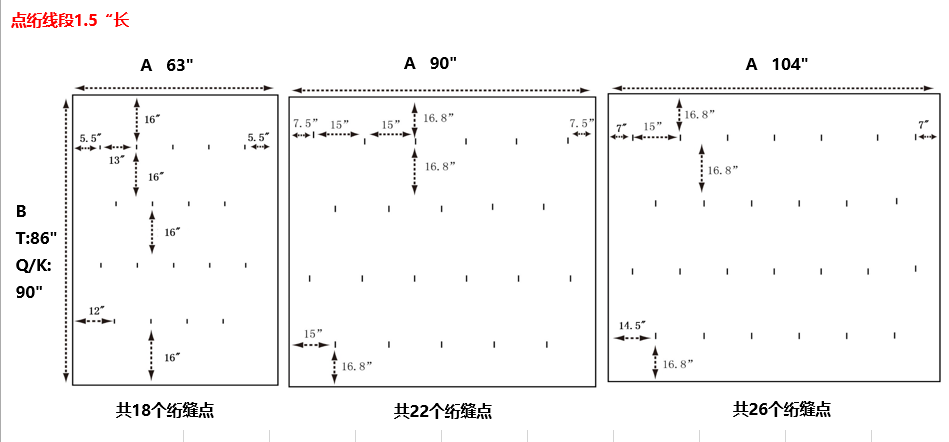 点绗线段1.5“长
A 63"
A 90"
A 104"
16″
5.5″
5.5″
13″
16″
16″
12″
16″
7.5”
15”
15”
16.8”
7.5”
16.8”
15”
16.8”
7″
15”
16.8”
7″
16.8”
14.5″
16.8”
B
T:86"
Q/K:
90"
共18个绗缝点
共22个绗缝点
共26个绗缝点